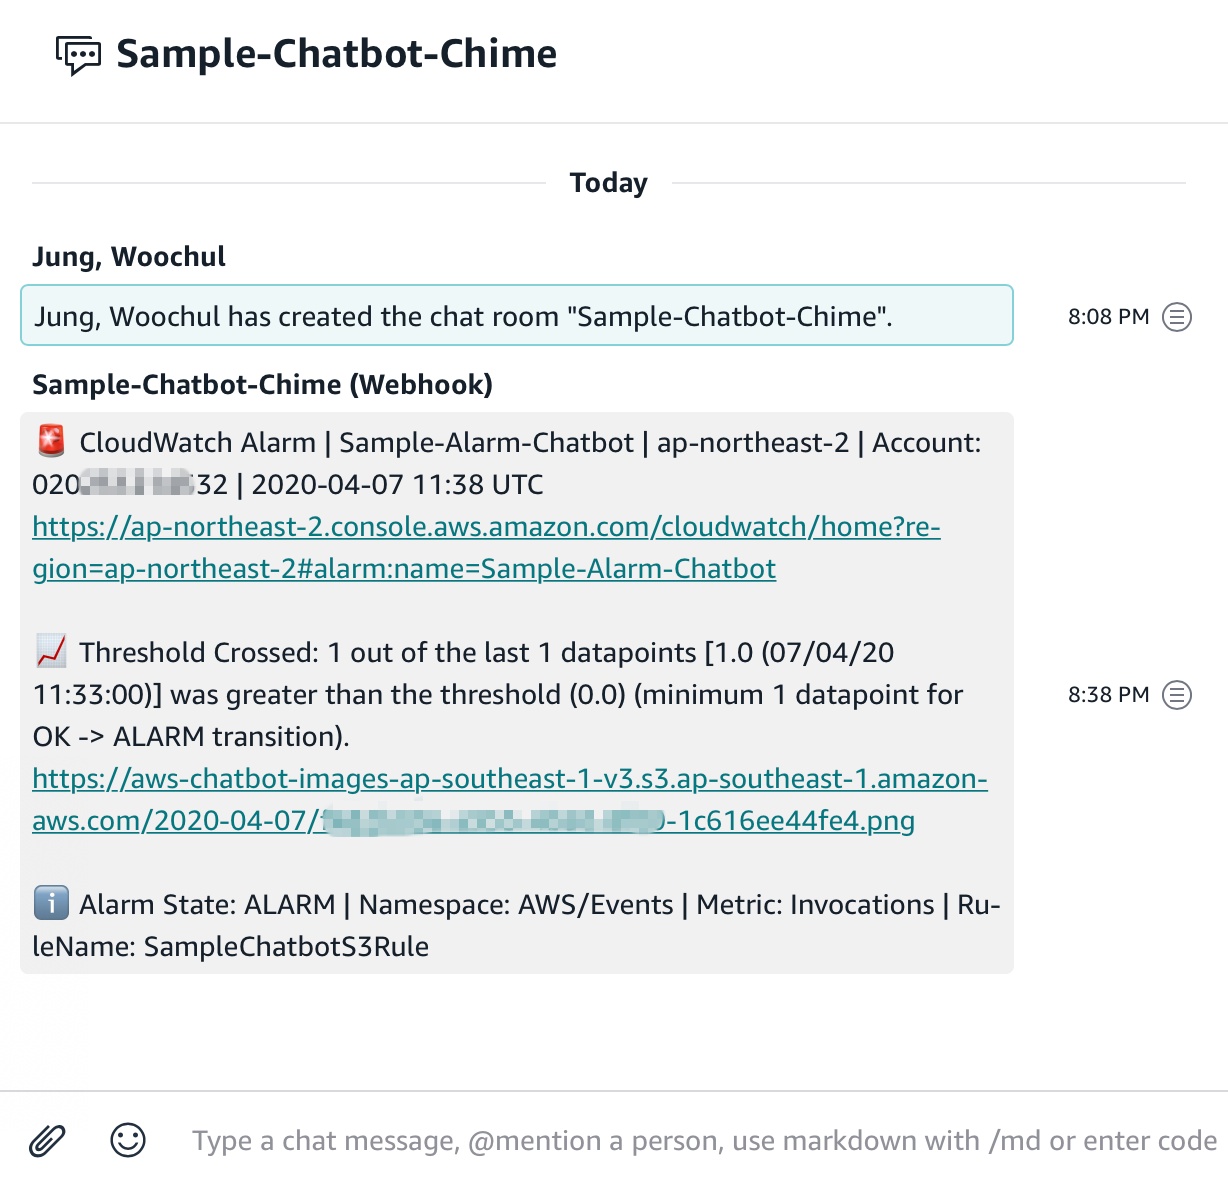 Sample-Chatbot-Chime
Today
Jung, Woochul
Jung, Woochul has created the chat room "Sample-Chatbot-Chime".
8:08 PM
Sample-Chatbot-Chime (Webhook)
CloudWatch Alarm | Sample-Alarm-Chatbot | ap-northeast-2 | Account:
020 32 | 2020-04-07 11:38 UTC
https://ap-northeast-2.console.aws.amazon.com/cloudwatch/home?re-
gion=ap-northeast-2#alarm:name=Sample-Alarm-Chatbot
Threshold Crossed: 1 out of the last 1 datapoints [1.0 (07/04/20
11:33:00)] was greater than the threshold (0.0) (minimum 1 datapoint for
OK -> ALARM transition).
8:38 PM
https://aws-chatbot-images-ap-southeast-1-v3.s3.ap-southeast-1.amazon-
aws.com/2020-04-07/ -1c616ee44fe4.png
Alarm State: ALARM | Namespace: AWS/Events | Metric: Invocations | Ru-
leName: SampleChatbotS3Rule
Type a chat message, @mention a person, use markdown with /md or enter code